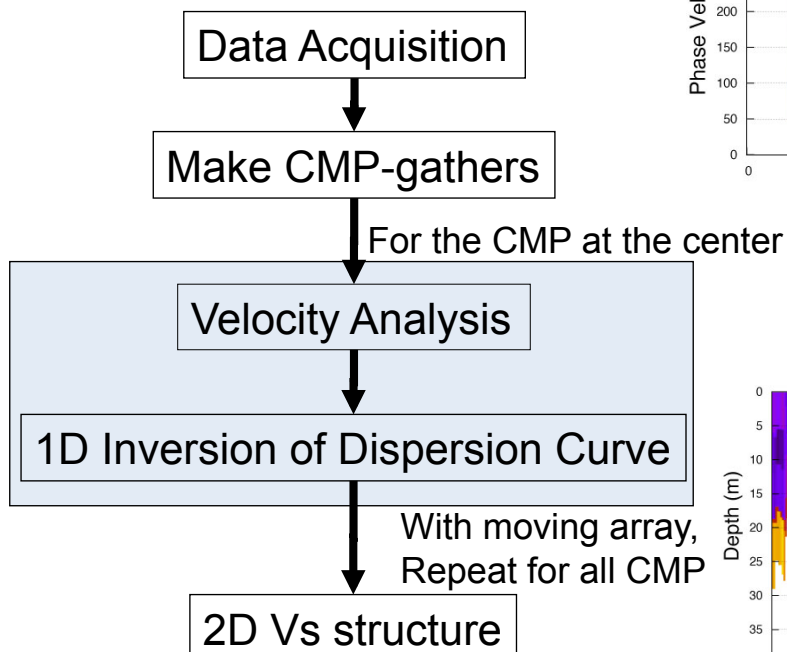 Data Acquisition
Make CMP-gathers
For the CMP at the center
Velocity Analysis
1D Inversion of Dispersion Curve
With moving array,
Repeat for all CMP
2D Vs structure
Phase Vel
200
150
100
50
0
0
Depth (m)
0
5
10
15
20
25
30
35